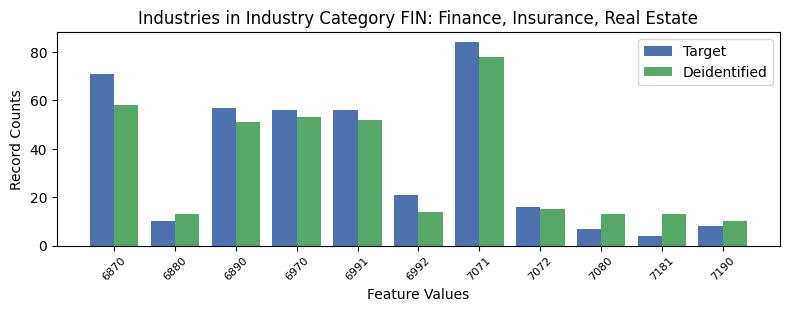 Industries in Industry Category FIN: Finance, Insurance, Real Estate
Target
Deidentified
Record Counts
80
60
40
20
0
6870 6880 6890 6970 6991 6992 7071 7072 7080 7181 7190
Feature Values